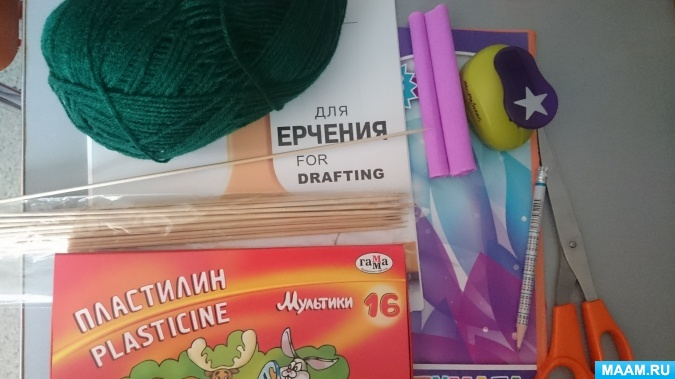 ДЛЯ
ЕРЧЕНИЯ
FOR
DRAFTING
гамма
ПЛАСТИЛИН
PLASTICINE
Мультики 16
MAAM.RU